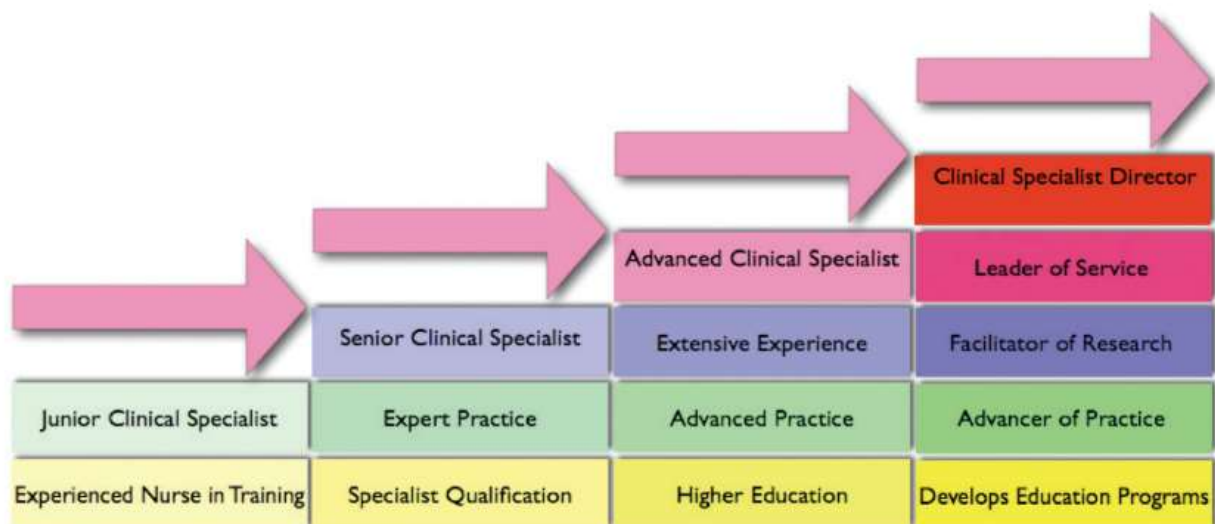 Clinical Specialist Director
Advanced Clinical Specialist
Leader of Service
Senior Clinical Specialist
Extensive Experience
Facilitator of Research
Junior Clinical Specialist
Expert Practice
Advanced Practice
Advancer of Practice
Experienced Nurse in Training
Specialist Qualification
Higher Education
Develops Education Programs